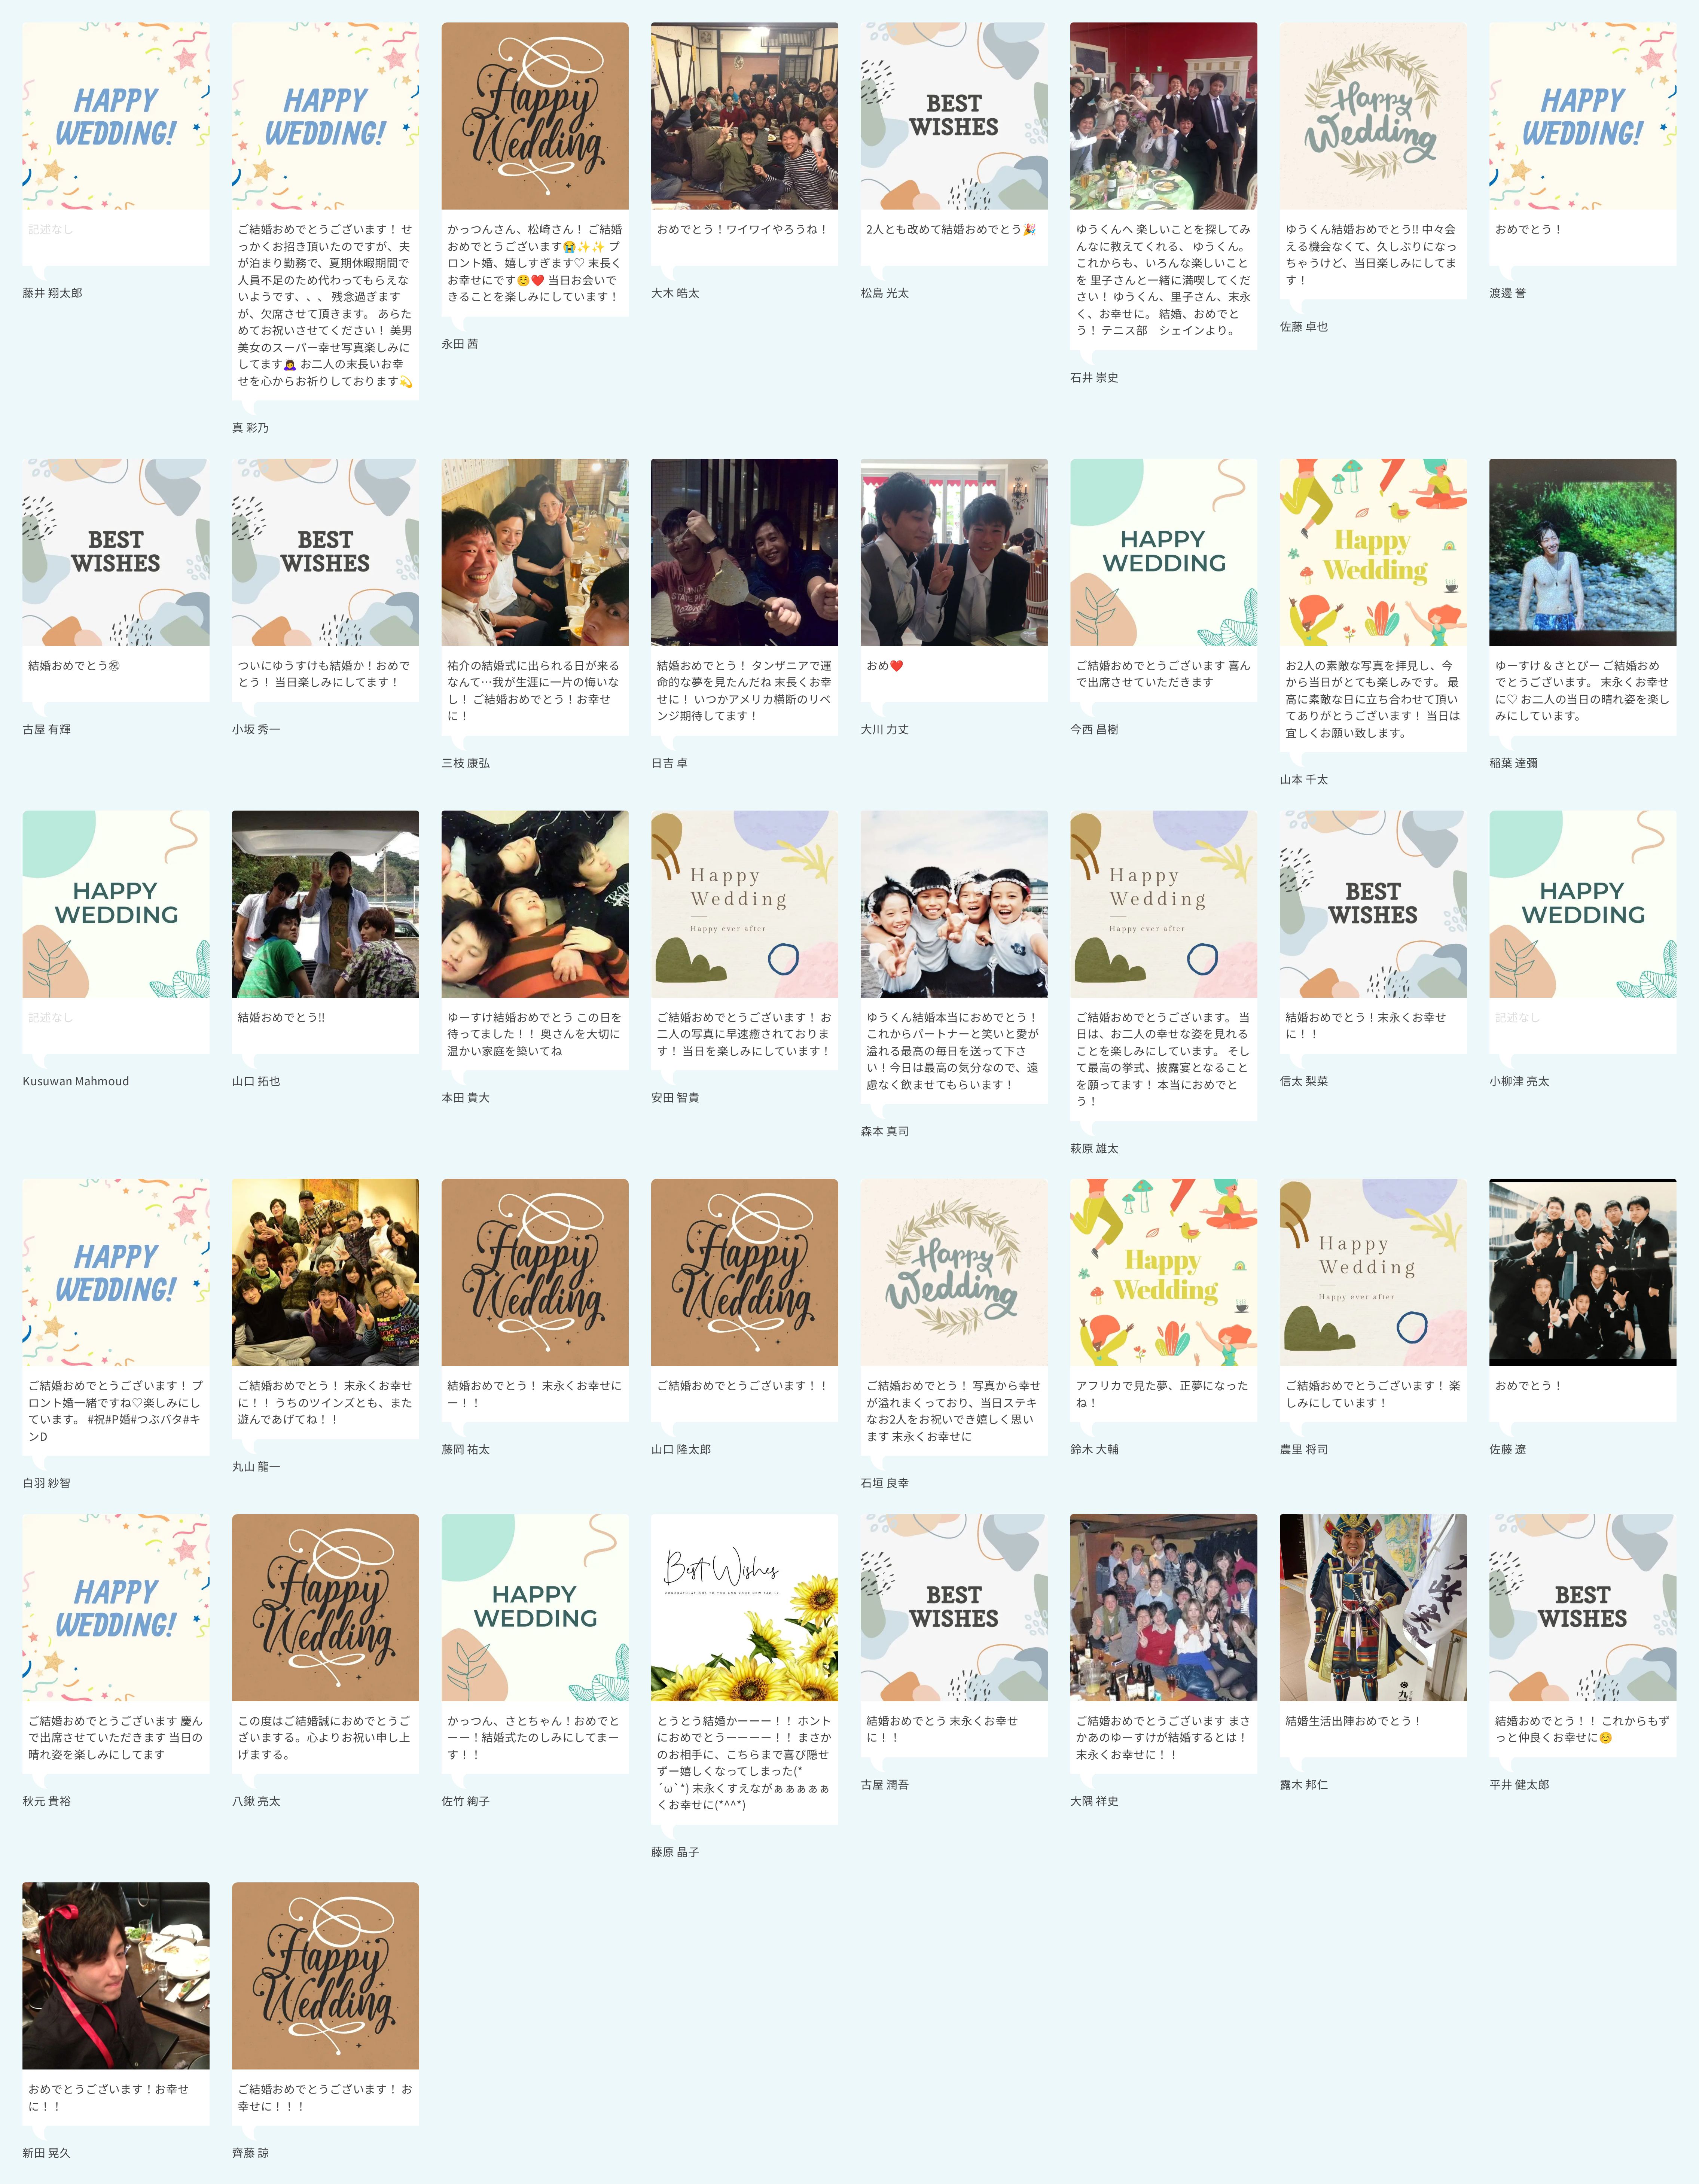 HAPPY
WEDDING!
記述なし
藤井 翔太郎
HAPPY
WEDDING!
ご結婚おめでとうございます！ せ
っかくお招き頂いたのですが、夫
が泊まり勤務で、夏期休暇期間で
人員不足のため代わってもらえな
いようです、、、 残念過ぎます
が、欠席させて頂きます。 あらた
めてお祝いさせてください！ 美男
美女のスーパー幸せ写真楽しみに
してます🙇‍♀️ お二人の末長いお幸
せを心からお祈りしております💫
真 彩乃
Happy
Wedding
かっつんさん、松崎さん！ ご結婚
おめでとうございます😭✨✨ プ
ロント婚、嬉しすぎます♡ 末長く
お幸せにです☺️❤️ 当日お会いで
きることを楽しみにしています！
永田 茜
おめでとう！ワイワイやろうね！
大木 皓太
BEST
WISHES
2人とも改めて結婚おめでとう🎉
松島 光太
ゆうくんへ 楽しいことを探してみ
んなに教えてくれる、 ゆうくん。
これからも、いろんな楽しいこと
を 里子さんと一緒に満喫してくだ
さい！ ゆうくん、里子さん、末永
く、お幸せに。 結婚、おめでと
う！ テニス部　シェインより。
石井 崇史
Happy
Wedding
ゆうくん結婚おめでとう!! 中々会
える機会なくて、久しぶりになっ
ちゃうけど、当日楽しみにしてま
す！
佐藤 卓也
HAPPY
WEDDING!
おめでとう！
渡邊 誉
BEST
WISHES
結婚おめでとう㊗
古屋 有輝
BEST
WISHES
ついにゆうすけも結婚か！おめで
とう！ 当日楽しみにしてます！
小坂 秀一
祐介の結婚式に出られる日が来る
なんて…我が生涯に一片の悔いな
し！ ご結婚おめでとう！お幸せ
に！
三枝 康弘
結婚おめでとう！ タンザニアで運
命的な夢を見たんだね 末長くお幸
せに！ いつかアメリカ横断のリベ
ンジ期待してます！
日吉 卓
おめ❤️
大川 力丈
HAPPY
WEDDING
ご結婚おめでとうございます 喜ん
で出席させていただきます
今西 昌樹
Happy
Wedding
お2人の素敵な写真を拝見し、今
から当日がとても楽しみです。 最
高に素敵な日に立ち合わせて頂い
てありがとうございます！ 当日は
宜しくお願い致します。
山本 千太
ゆーすけ & さとぴー ご結婚おめ
でとうございます。 末永くお幸せ
に♡ お二人の当日の晴れ姿を楽し
みにしています。
稲葉 達彌
HAPPY
WEDDING
記述なし
Kusuwan Mahmoud
結婚おめでとう!!
山口 拓也
ゆーすけ結婚おめでとう この日を
待ってました！！ 奥さんを大切に
温かい家庭を築いてね
本田 貴大
Happy
Wedding
Happy ever after
ご結婚おめでとうございます！ お
二人の写真に早速癒されておりま
す！ 当日を楽しみにしています！
安田 智貴
ゆうくん結婚本当におめでとう！
これからパートナーと笑いと愛が
溢れる最高の毎日を送って下さ
い！今日は最高の気分なので、遠
慮なく飲ませてもらいます！
森本 真司
Happy
Wedding
Happy ever after
ご結婚おめでとうございます。 当
日は、お二人の幸せな姿を見れる
ことを楽しみにしています。 そし
て最高の挙式、披露宴となること
を願ってます！ 本当におめでと
う！
萩原 雄太
BEST
WISHES
結婚おめでとう！末永くお幸せ
に！！
信太 梨菜
HAPPY
WEDDING
記述なし
小柳津 亮太
HAPPY
WEDDING!
ご結婚おめでとうございます！ プ
ロント婚一緒ですね♡楽しみにし
ています。 #祝#P婚#つぶバタ#キ
ンD
白羽 紗智
ご結婚おめでとう！ 末永くお幸せ
に！！ うちのツインズとも、また
遊んであげてね！！
丸山 龍一
Happy
Wedding
結婚おめでとう！ 末永くお幸せに
ー！！
藤岡 祐太
Happy
Wedding
ご結婚おめでとうございます！！
山口 隆太郎
Happy
Wedding
ご結婚おめでとう！ 写真から幸せ
が溢れまくっており、当日ステキ
なお2人をお祝いでき嬉しく思い
ます 末永くお幸せに
石垣 良幸
Happy
Wedding
アフリカで見た夢、正夢になった
ね！
鈴木 大輔
Happy
Wedding
Happy ever after
ご結婚おめでとうございます！ 楽
しみにしています！
農里 将司
おめでとう！
佐藤 遼
HAPPY
WEDDING!
ご結婚おめでとうございます 慶ん
で出席させていただきます 当日の
晴れ姿を楽しみにしてます
秋元 貴裕
Happy
Wedding
この度はご結婚誠におめでとうご
ざいまする。心よりお祝い申し上
げまする。
八鍬 亮太
HAPPY
WEDDING
かっつん、さとちゃん！おめでと
ーー！結婚式たのしみにしてまー
す！！
佐竹 絢子
Best Wishes
CONGRATULATIONS TO YOU AND YOUR NEW FAMILY
とうとう結婚かーーー！！ ホント
におめでとうーーーー！！ まさか
のお相手に、こちらまで喜び隠せ
ずー嬉しくなってしまった(*
´ω`*) 末永くすえながぁぁぁぁぁ
くお幸せに(*^^*)
藤原 晶子
BEST
WISHES
結婚おめでとう 末永くお幸せ
に！！
古屋 潤吾
ご結婚おめでとうございます まさ
かあのゆーすけが結婚するとは！
末永くお幸せに！！
大隅 祥史
結婚生活出陣おめでとう！
露木 邦仁
BEST
WISHES
結婚おめでとう！！ これからもず
っと仲良くお幸せに☺️
平井 健太郎
おめでとうございます！お幸せ
に！！
新田 晃久
Happy
Wedding
ご結婚おめでとうございます！ お
幸せに！！！
齊藤 諒